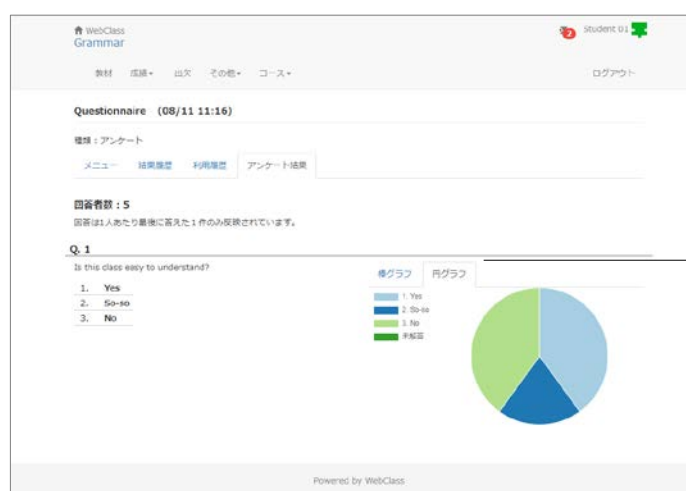 WebClass
Grammar
2
Student 01
教材 成績 出欠 その他 コース
ログアウト
Questionnaire (08/11 11:16)
種類：アンケート
メニュー 結果履歴 利用履歴 アンケート結果
回答者数：5
回答は1人あたり最後に答えた1件のみ反映されています。
Q. 1
Is this class easy to understand?
1. Yes
2. So-so
3. No
棒グラフ 円グラフ
1. Yes
2. So-so
3. No
未解答
Powered by WebClass